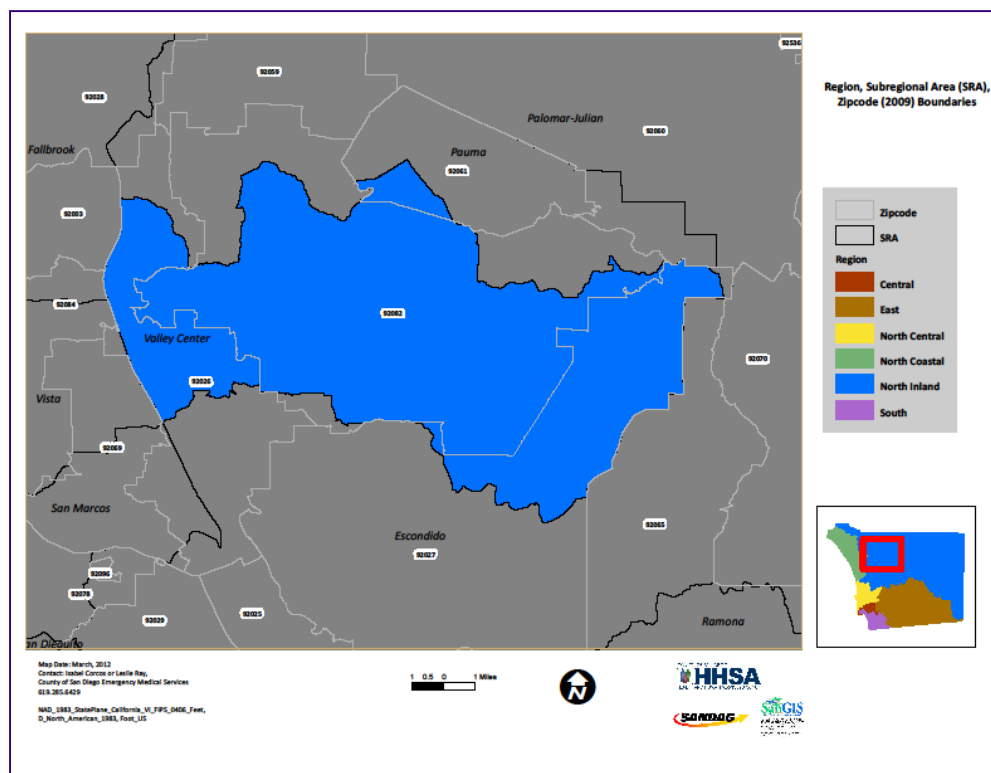 92536
92059
92028
Region, Subregional Area (SRA),
Zipcode (2009) Boundaries
Palomar-Julian
92060
Fallbrook
Pauma
92061
92003
Zipcode
SRA
Region
Central
East
North Central
North Coastal
North Inland
South
92084
92082
Valley Center
92070
92026
Vista
92069
San Marcos
92065
Escondido
92027
92096
92078
92029
92025
Ramona
an Dieguito
Map Date: March, 2012
Contact: Isabel Corcos or Leslie Ray,
County of San Diego Emergency Medical Services
619.285.6429
NAD_1983_StatePlane_California_VI_FIPS_0406_Feet,
D_North_American_1983, Foot_US
1 0.5 0 1 Miles
N
HHSA
SANDAG
SanGIS